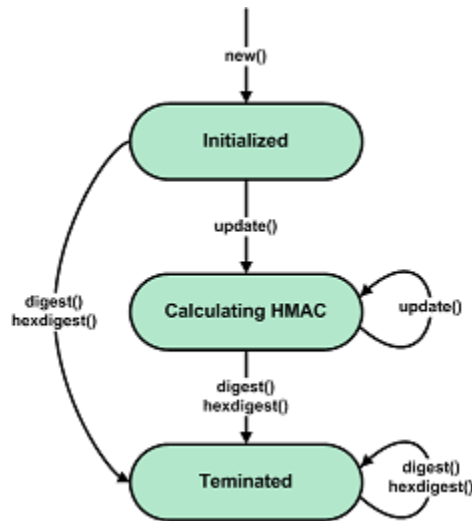 new()
Initialized
update()
digest()
hexdigest()
Calculating HMAC
update()
digest()
hexdigest()
Teminated
digest()
hexdigest()